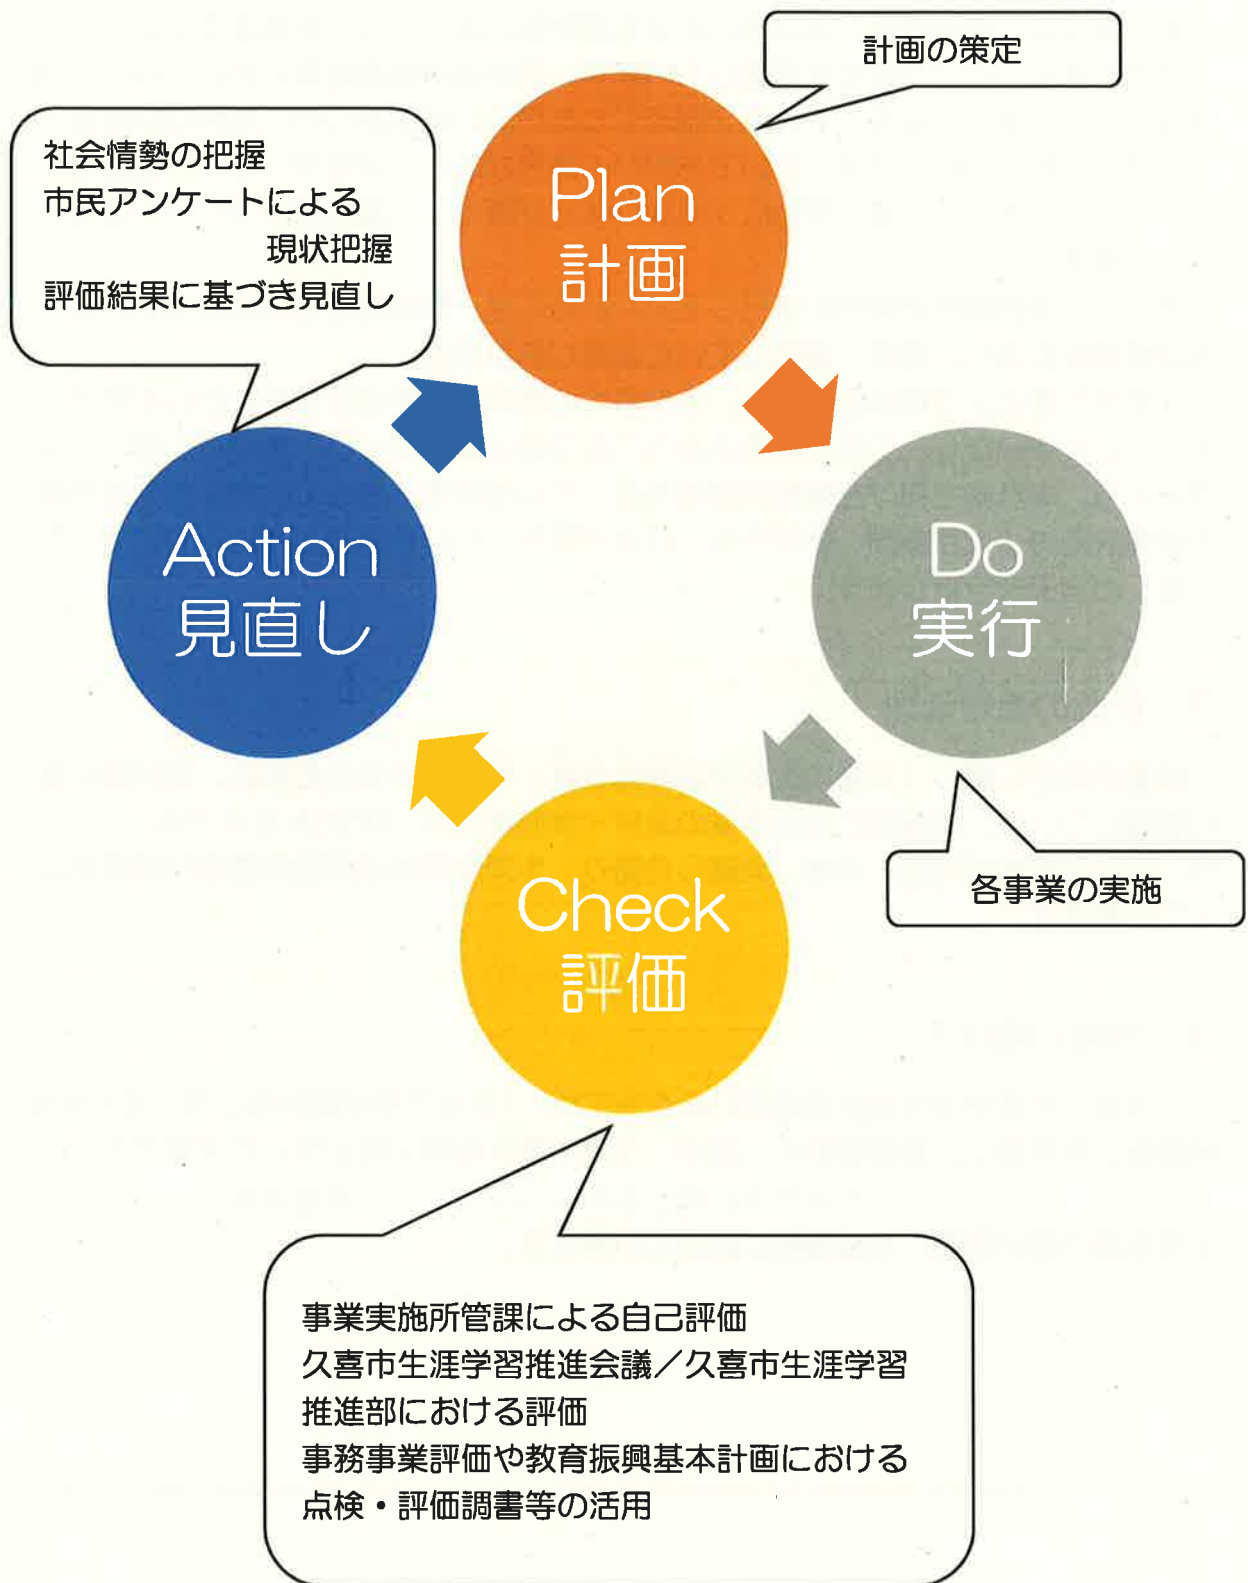 計画の策定
社会情勢の把握
市民アンケートによる
現状把握
評価結果に基づき見直し
Plan
計画
Action
見直し
Do
実行
各事業の実施
Check
評価
事業実施所管課による自己評価
久喜市生涯学習推進会議／久喜市生涯学習
推進部における評価
事務事業評価や教育振興基本計画における
点検・評価調書等の活用